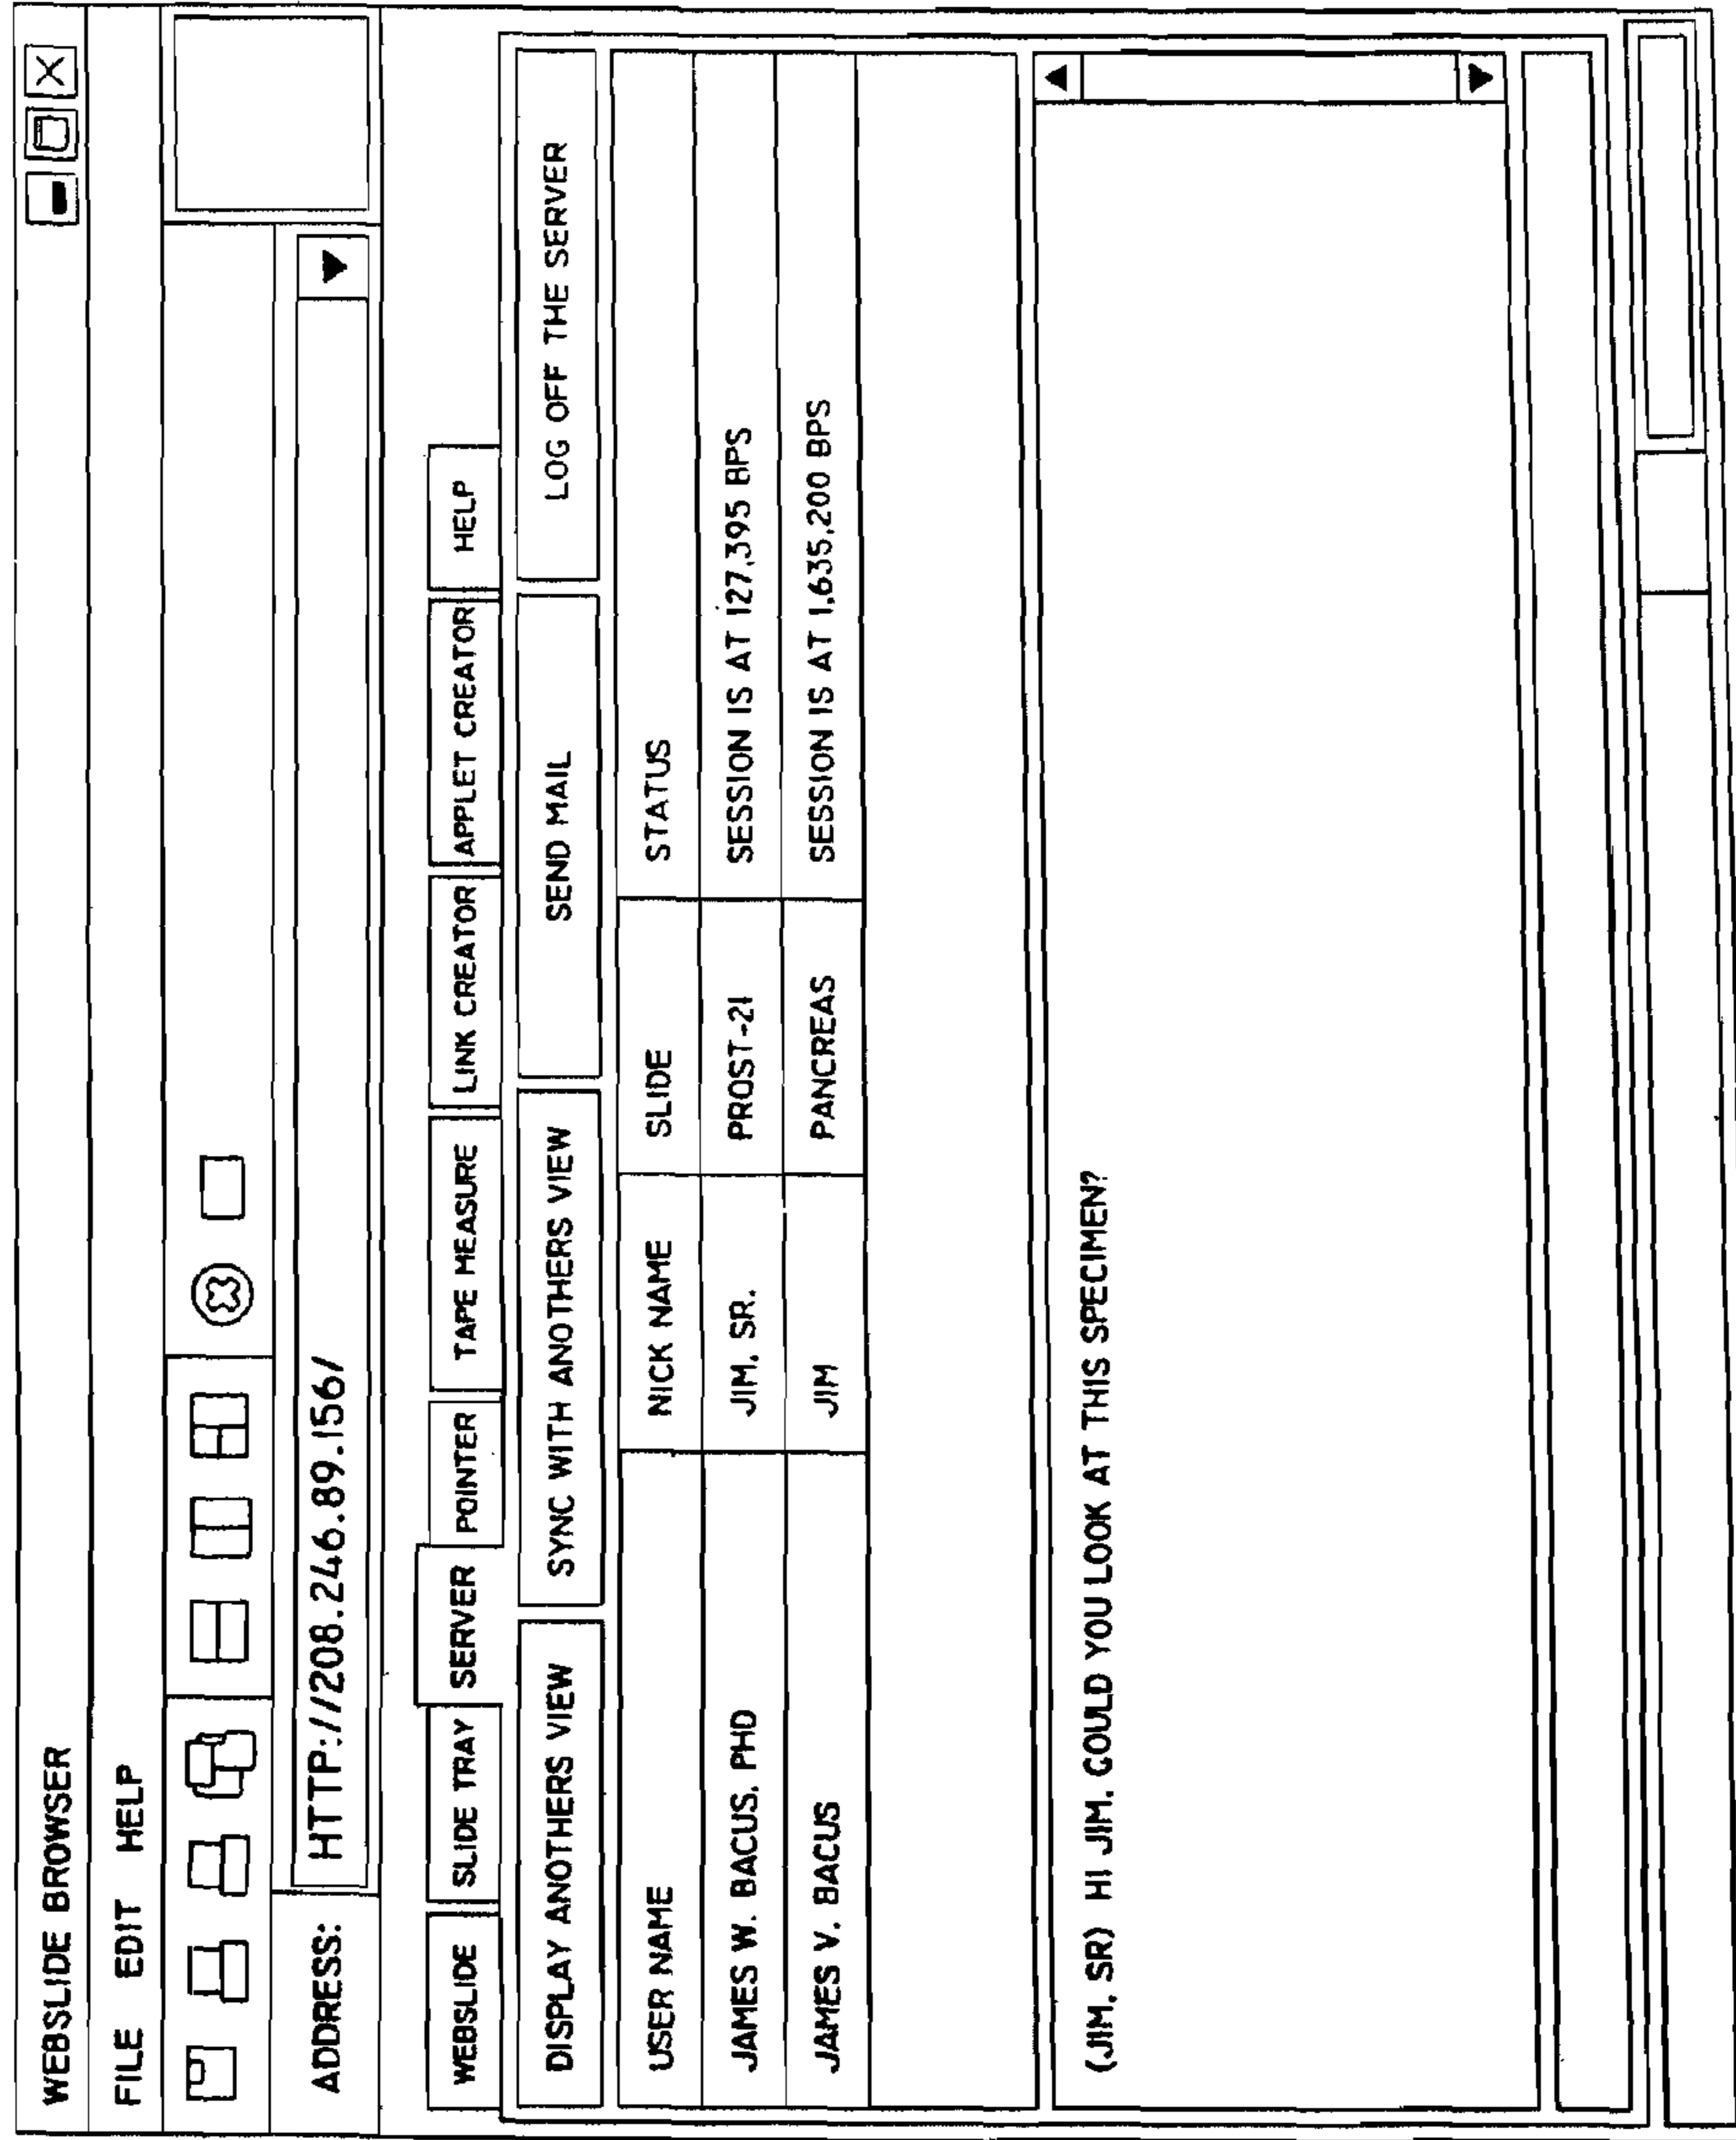 WEBSLIDE BROWSER
FILE EDIT HELP
ADDRESS: HTTP://208.246.89.156/
WEBSLIDE SLIDE TRAY SERVER POINTER TAPE MEASURE LINK CREATOR APPLET CREATOR HELP
DISPLAY ANOTHERS VIEW SYNC WITH ANOTHERS VIEW SEND MAIL LOG OFF THE SERVER
USER NAME NICK NAME SLIDE STATUS
JAMES W. BACUS, PHD JIM, SR. PROST-21 SESSION IS AT 127,395 BPS
JAMES V. BACUS JIM PANCREAS SESSION IS AT 1,635,200 BPS
(JIM, SR) HI JIM, COULD YOU LOOK AT THIS SPECIMEN?